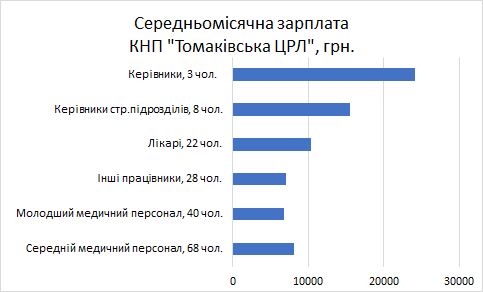 Середньомісячна зарплата
КНП "Томаківська ЦРЛ", грн.
Керівники, 3 чол.
Керівники стр.підрозділів, 8 чол.
Лікарі, 22 чол.
Інші працівники, 28 чол.
Молодший медичний персонал, 40 чол.
Середній медичний персонал, 68 чол.
0 10000 20000 30000